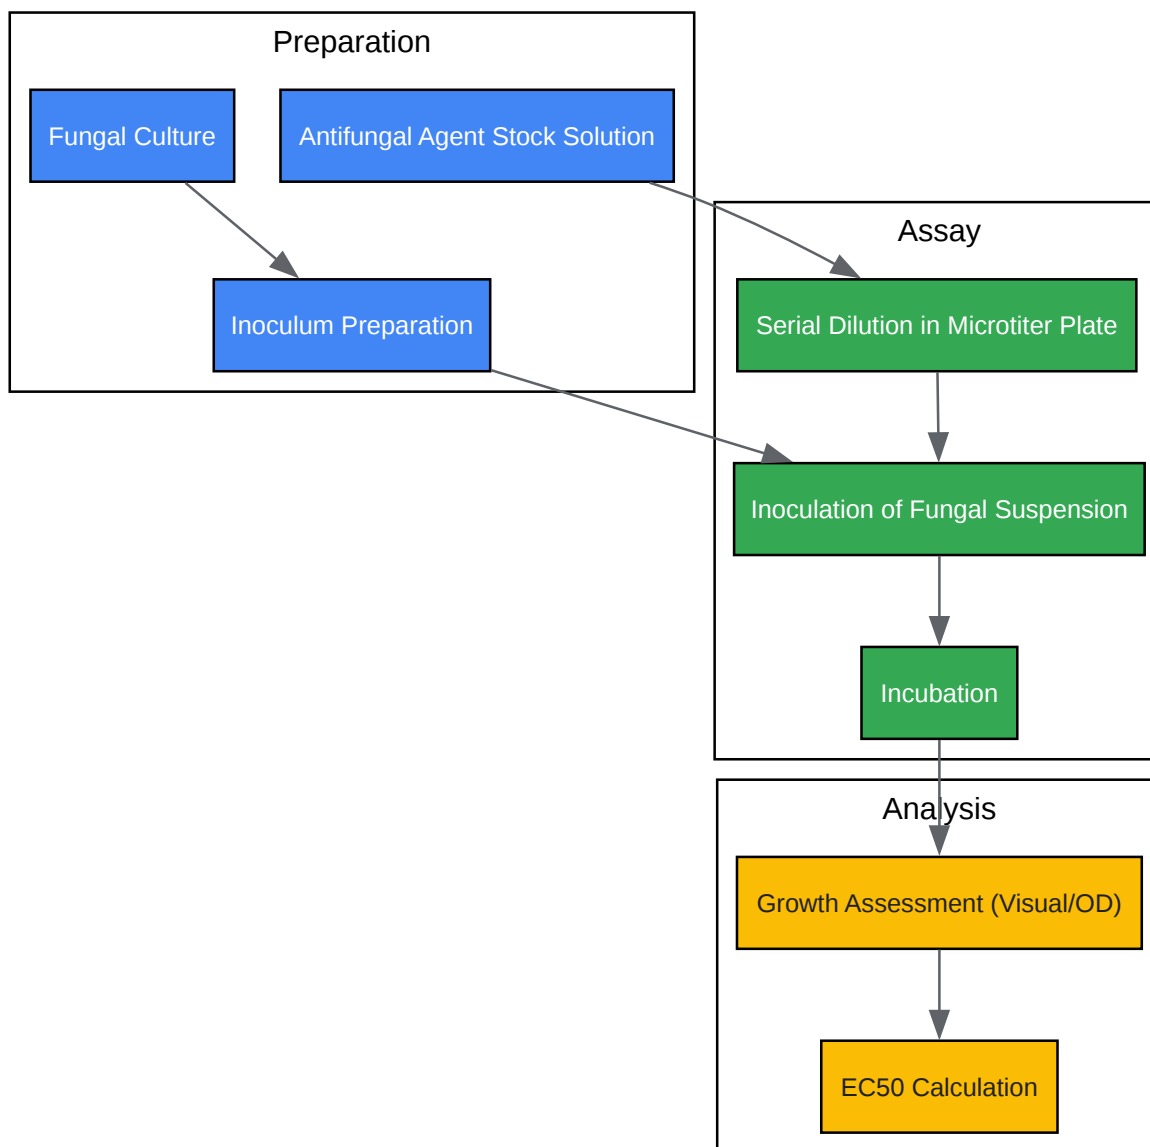 Preparation
Fungal Culture
Antifungal Agent Stock Solution
Inoculum Preparation
Assay
Serial Dilution in Microtiter Plate
Inoculation of Fungal Suspension
Incubation
Analysis
Growth Assessment (Visual/OD)
EC50 Calculation